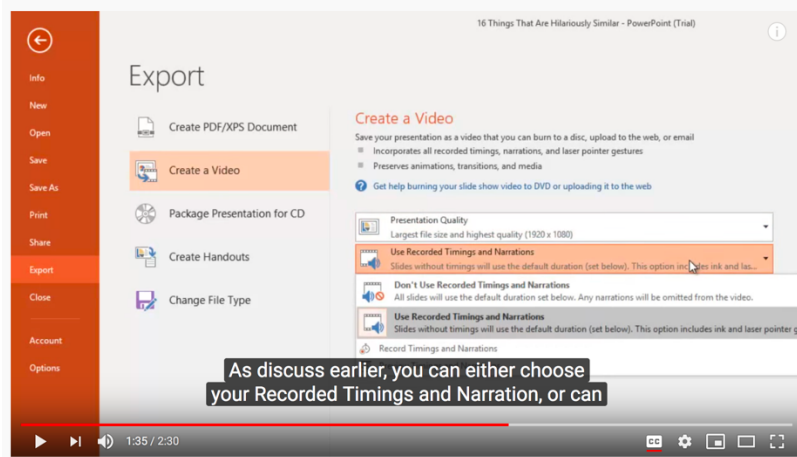 16 Things That Are Hilariously Similar - PowerPoint (Trial)
Info
New
Open
Save
Save As
Print
Share
Export
Close
Account
Options
Export
Create PDF/XPS Document
Create a Video
Package Presentation for CD
Create Handouts
Change File Type
Create a Video
Save your presentation as a video that you can burn to a disc, upload to the web, or email
Incorporates all recorded timings, narrations, and laser pointer gestures
Preserves animations, transitions, and media
Get help burning your slide show video to DVD or uploading it to the web
Presentation Quality
Largest file size and highest quality (1920 x 1080)
Use Recorded Timings and Narrations
Slides without timings will use the default duration (set below). This option includes ink and las...
Don't Use Recorded Timings and Narrations
All slides will use the default duration set below. Any narrations will be omitted from the video.
Use Recorded Timings and Narrations
Slides without timings will use the default duration (set below). This option includes ink and laser pointer g
Record Timings and Narrations
As discuss earlier, you can either choose
your Recorded Timings and Narration, or can
1:35 / 2:30
CC